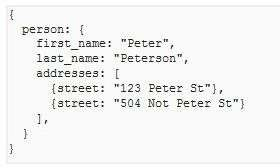 {
  person: {
    first_name: "Peter",
    last_name: "Peterson",
    addresses: [
      {street: "123 Peter St"},
      {street: "504 Not Peter St"}
    ],
  }
}